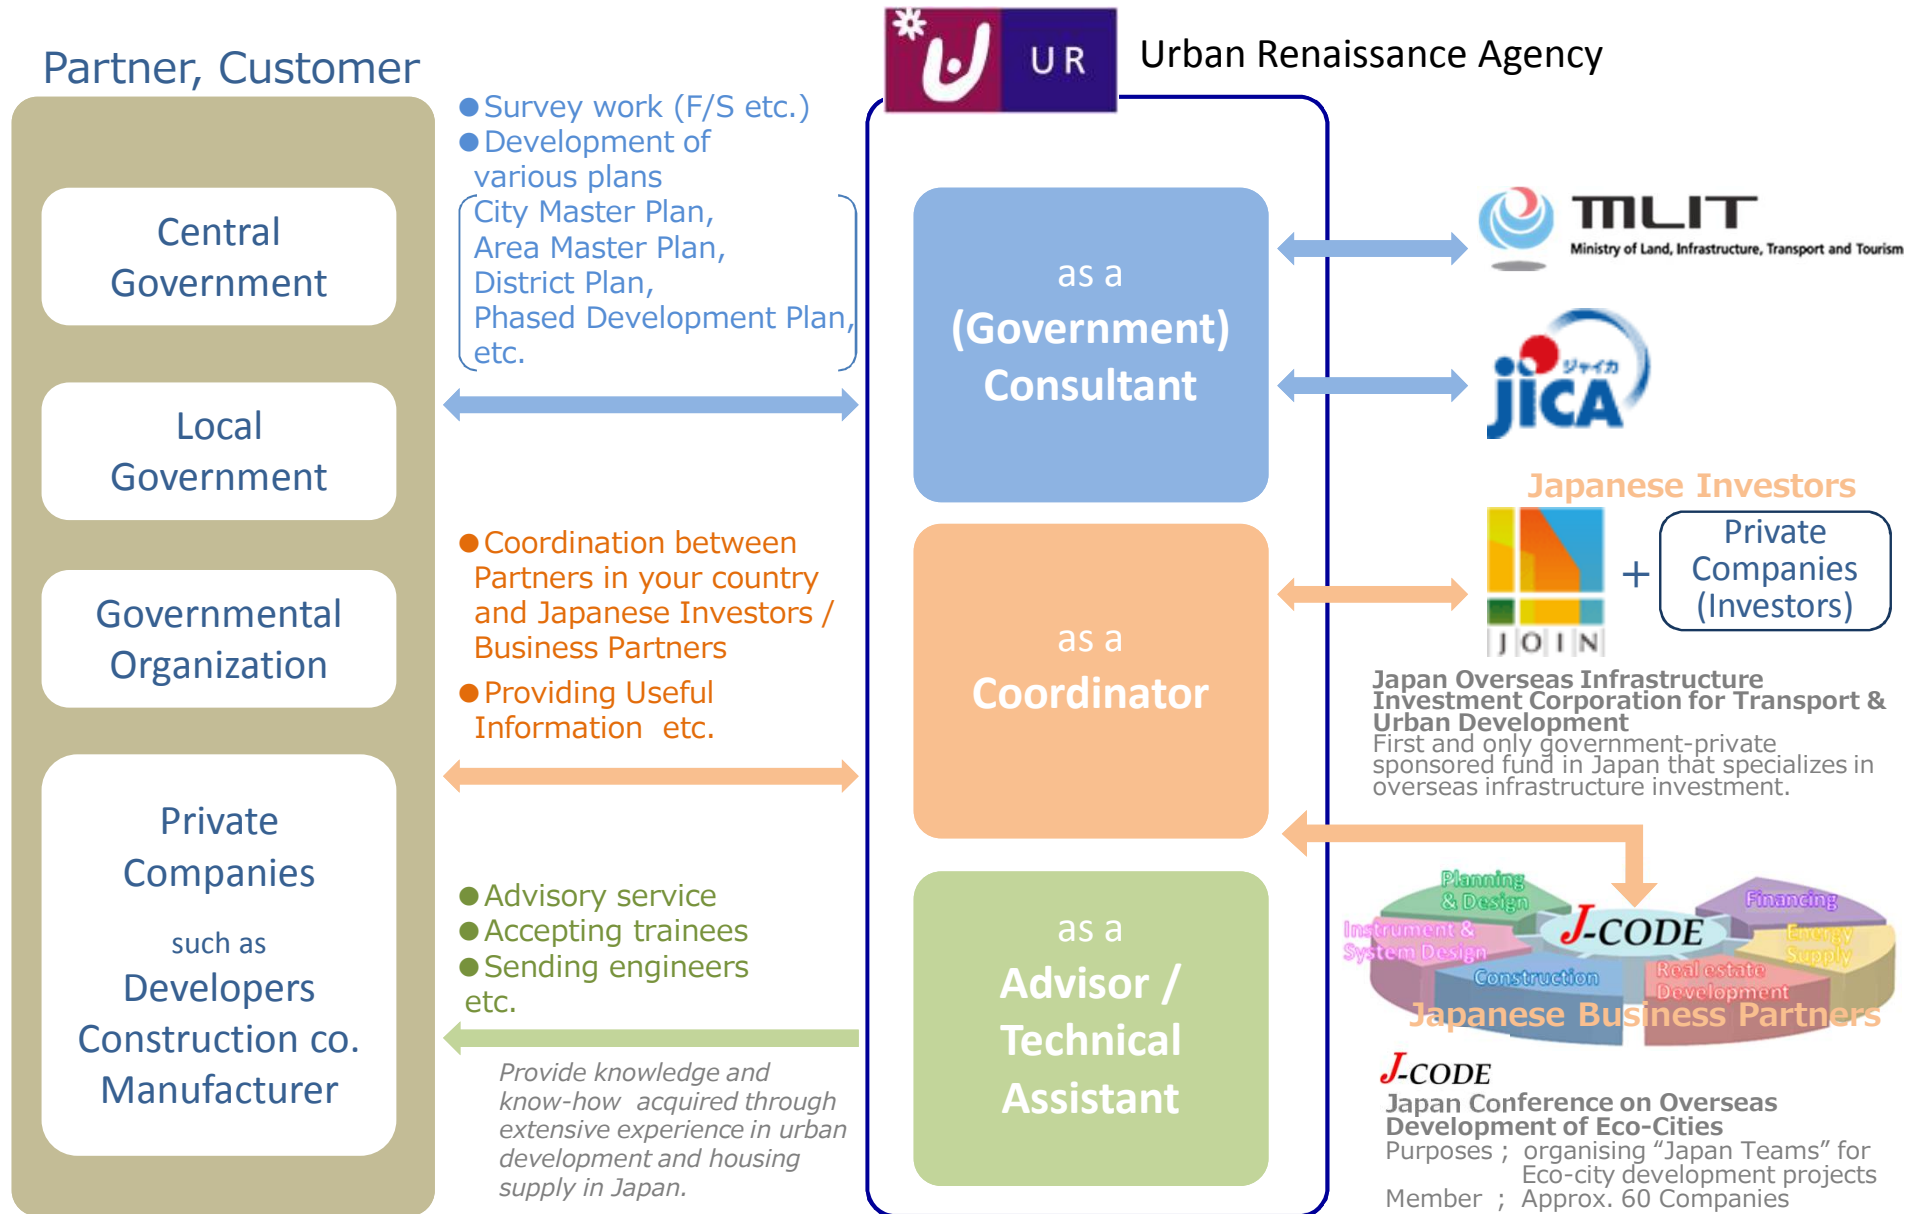 Partner, Customer
Central
Government
Local
Government
Governmental
Organization
Private
Companies
such as
Developers
Construction co.
Manufacturer
●Survey work (F/S etc.)
●Development of
various plans
City Master Plan,
Area Master Plan,
District Plan,
Phased Development Plan,
etc.
●Coordination between
Partners in your country
and Japanese Investors /
Business Partners
●Providing Useful
Information etc.
●Advisory service
●Accepting trainees
●Sending engineers
etc.
Provide knowledge and
know-how acquired through
extensive experience in urban
development and housing
supply in Japan.
UR
Urban Renaissance Agency
as a
(Government)
Consultant
as a
Coordinator
as a
Advisor /
Technical
Assistant
MLIT
Ministry of Land, Infrastructure, Transport and Tourism
ジャイカ
jICA
Japanese Investors
JOIN
+
Private
Companies
(Investors)
Japan Overseas Infrastructure
Investment Corporation for Transport &
Urban Development
First and only government-private
sponsored fund in Japan that specializes in
overseas infrastructure investment.
Planning
& Design
Financing
Instrument &
System Design
J-CODE
Energy
Supply
Construction
Real estate
Development
Japanese Business Partners
J-CODE
Japan Conference on Overseas
Development of Eco-Cities
Purposes ; organising “Japan Teams” for
Eco-city development projects
Member ; Approx. 60 Companies